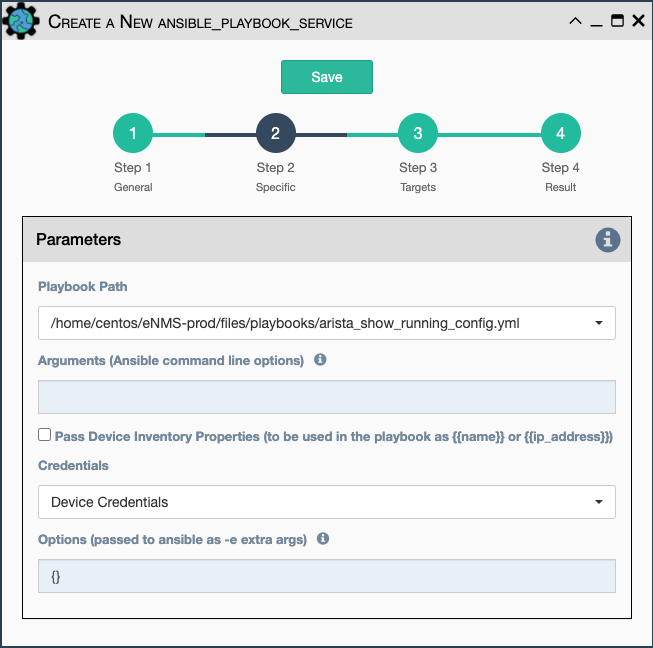 Create a New ansible_playbook_service
Save
1 2 3 4
Step 1 Step 2 Step 3 Step 4
General Specific Targets Result
Parameters
Playbook Path
/home/centos/eNMS-prod/files/playbooks/arista_show_running_config.yml
Arguments (Ansible command line options)
Pass Device Inventory Properties (to be used in the playbook as {{name}} or {{ip_address}})
Credentials
Device Credentials
Options (passed to ansible as -e extra args)
{}